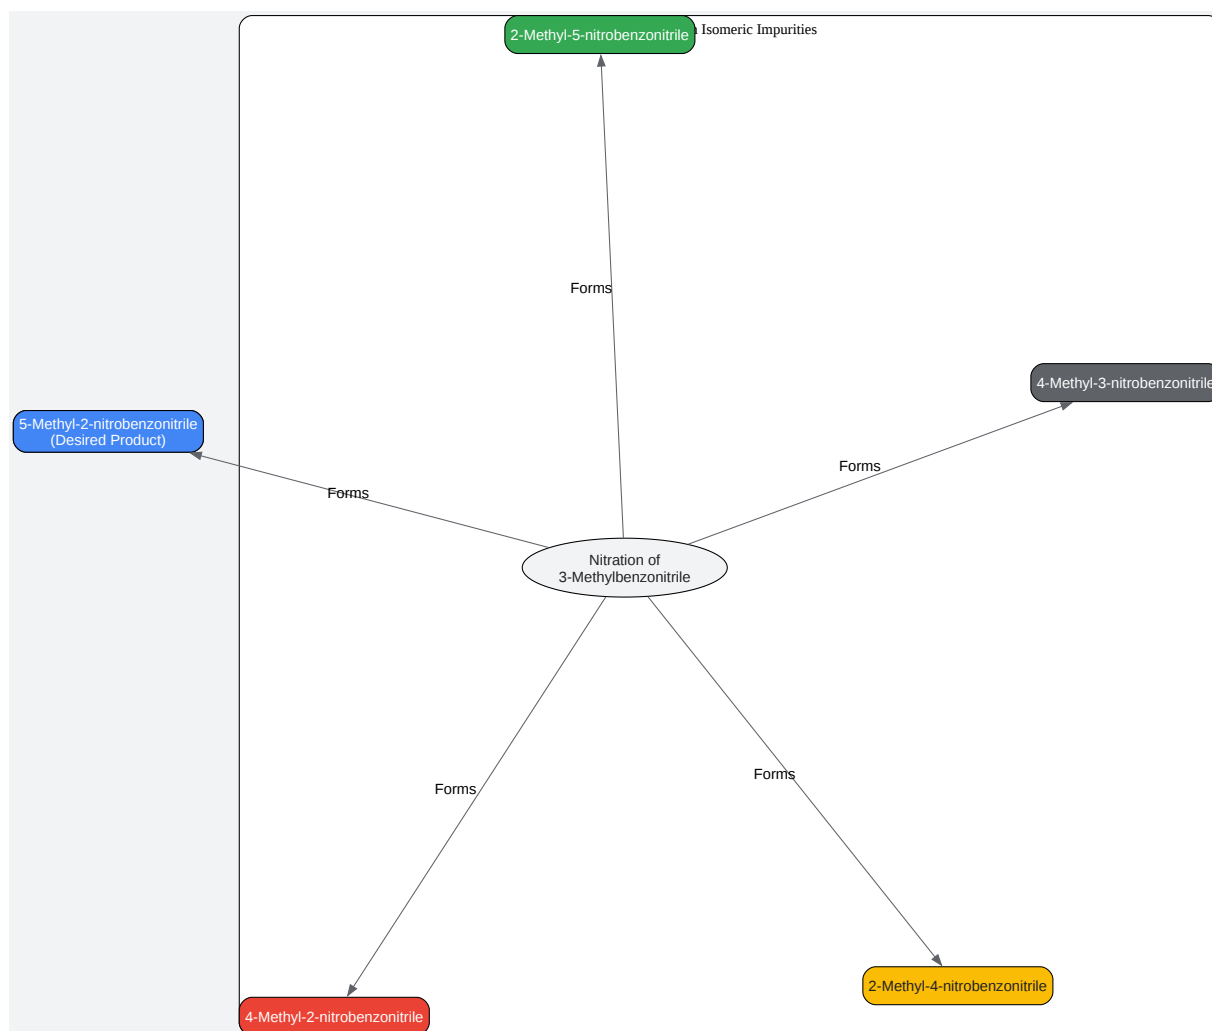 2-Methyl-5-nitrobenzonitrile
Isomeric Impurities
Forms
4-Methyl-3-nitrobenzonitrile
5-Methyl-2-nitrobenzonitrile
(Desired Product)
Forms
Forms
Nitration of
3-Methylbenzonitrile
Forms
Forms
2-Methyl-4-nitrobenzonitrile
4-Methyl-2-nitrobenzonitrile